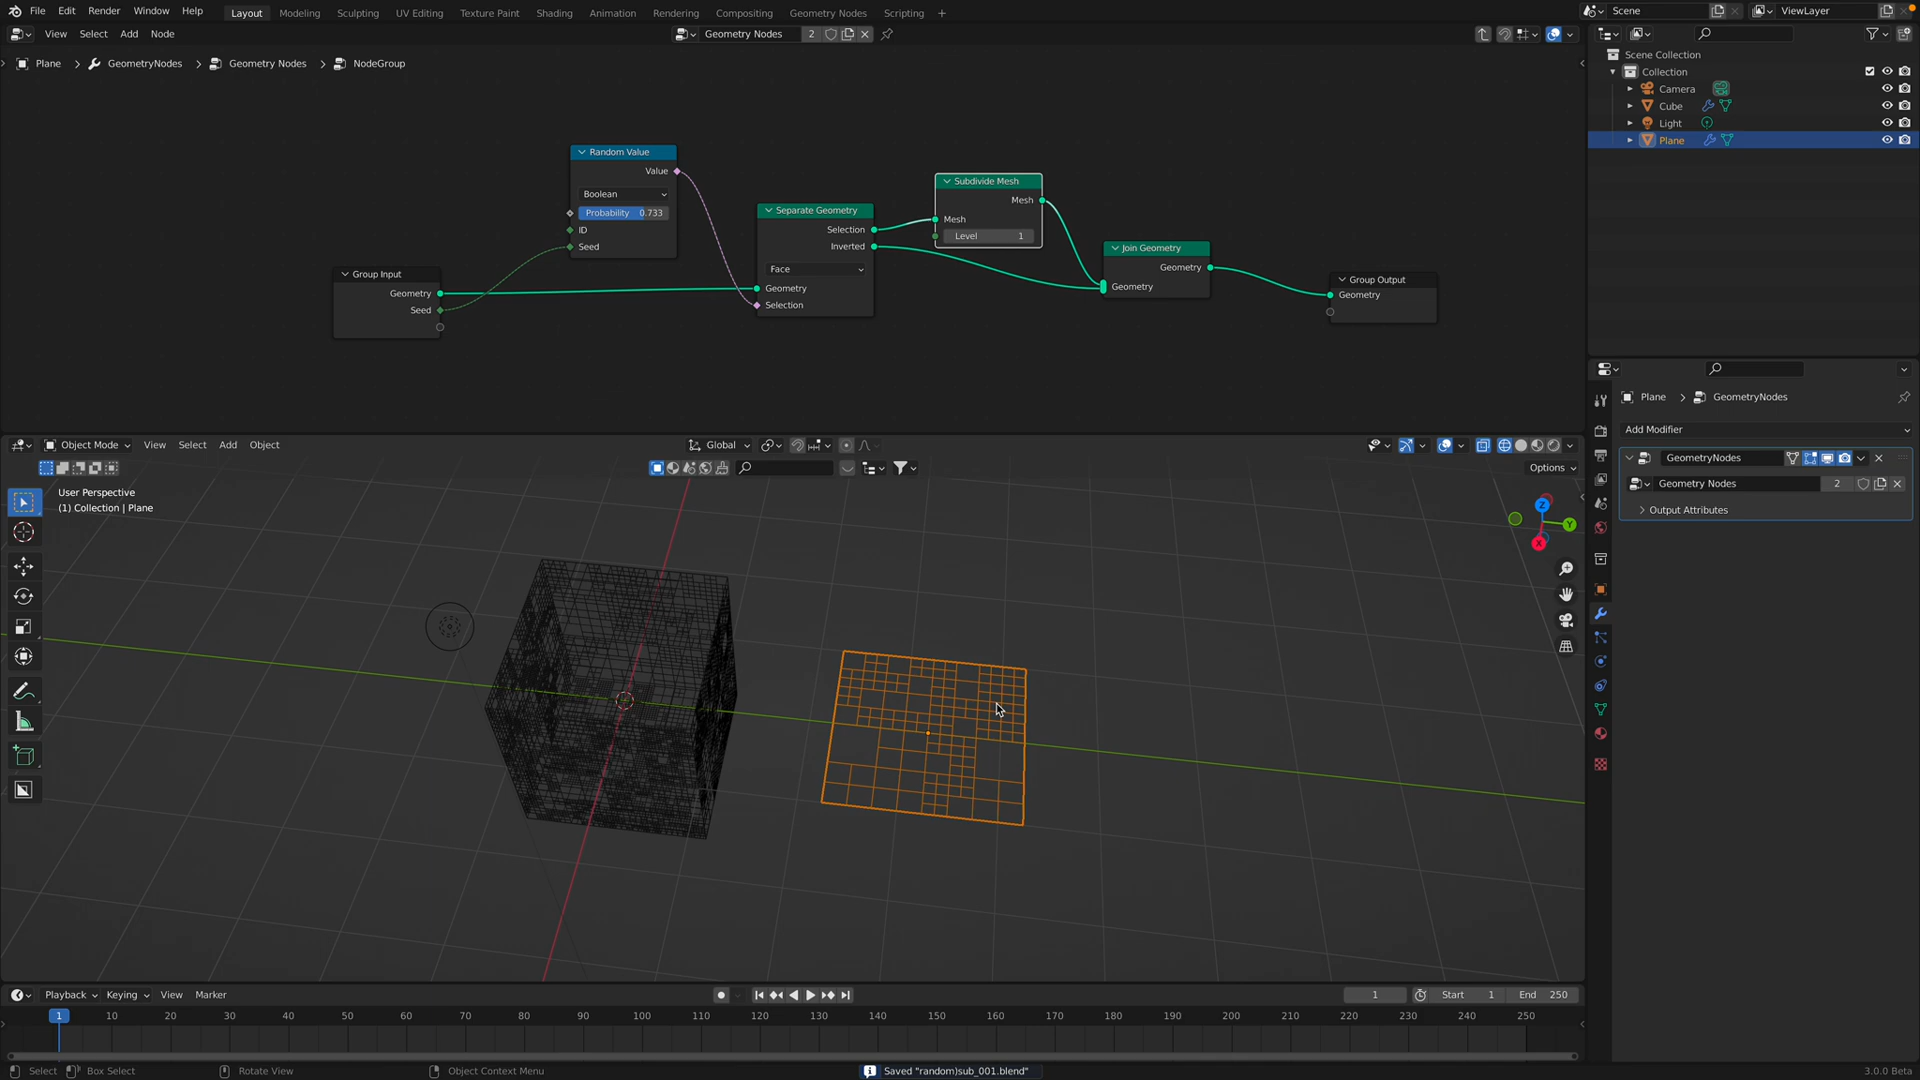 File Edit Render Window Help Layout Modeling Sculpting UV Editing Texture Paint Shading Animation Rendering Compositing Geometry Nodes Scripting + Scene ViewLayer
View Select Add Node Geometry Nodes 2
Plane > GeometryNodes > Geometry Nodes > NodeGroup
Random Value
Value
Boolean
Probability 0.733
ID
Seed
Group Input
Geometry
Seed
Separate Geometry
Selection
Inverted
Face
Geometry
Selection
Subdivide Mesh
Mesh
Mesh
Level 1
Join Geometry
Geometry
Geometry
Group Output
Geometry
Scene Collection
Collection
Camera
Cube
Light
Plane
Plane > GeometryNodes
Add Modifier
GeometryNodes
Geometry Nodes 2
Output Attributes
Object Mode View Select Add Object Global
Options
User Perspective
(1) Collection | Plane
Z
Y
X
Playback Keying View Marker 1 Start 1 End 250
1 10 20 30 40 50 60 70 80 90 100 110 120 130 140 150 160 170 180 190 200 210 220 230 240 250
Select Box Select Rotate View Object Context Menu Saved "random)sub_001.blend" 3.0.0 Beta